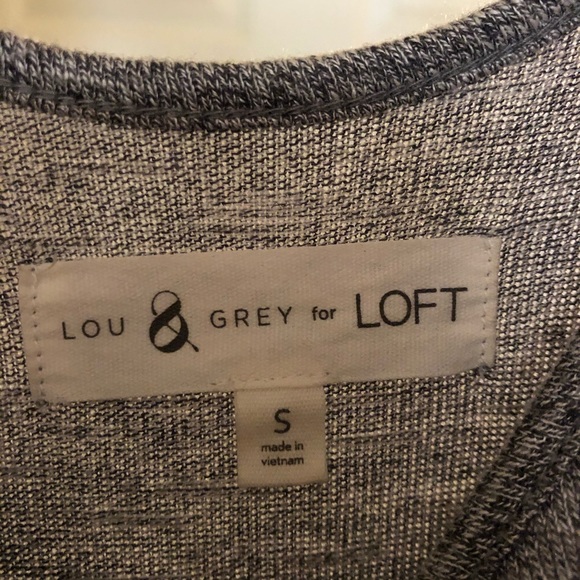 LOU & GREY for LOFT
S
made in
vietnam